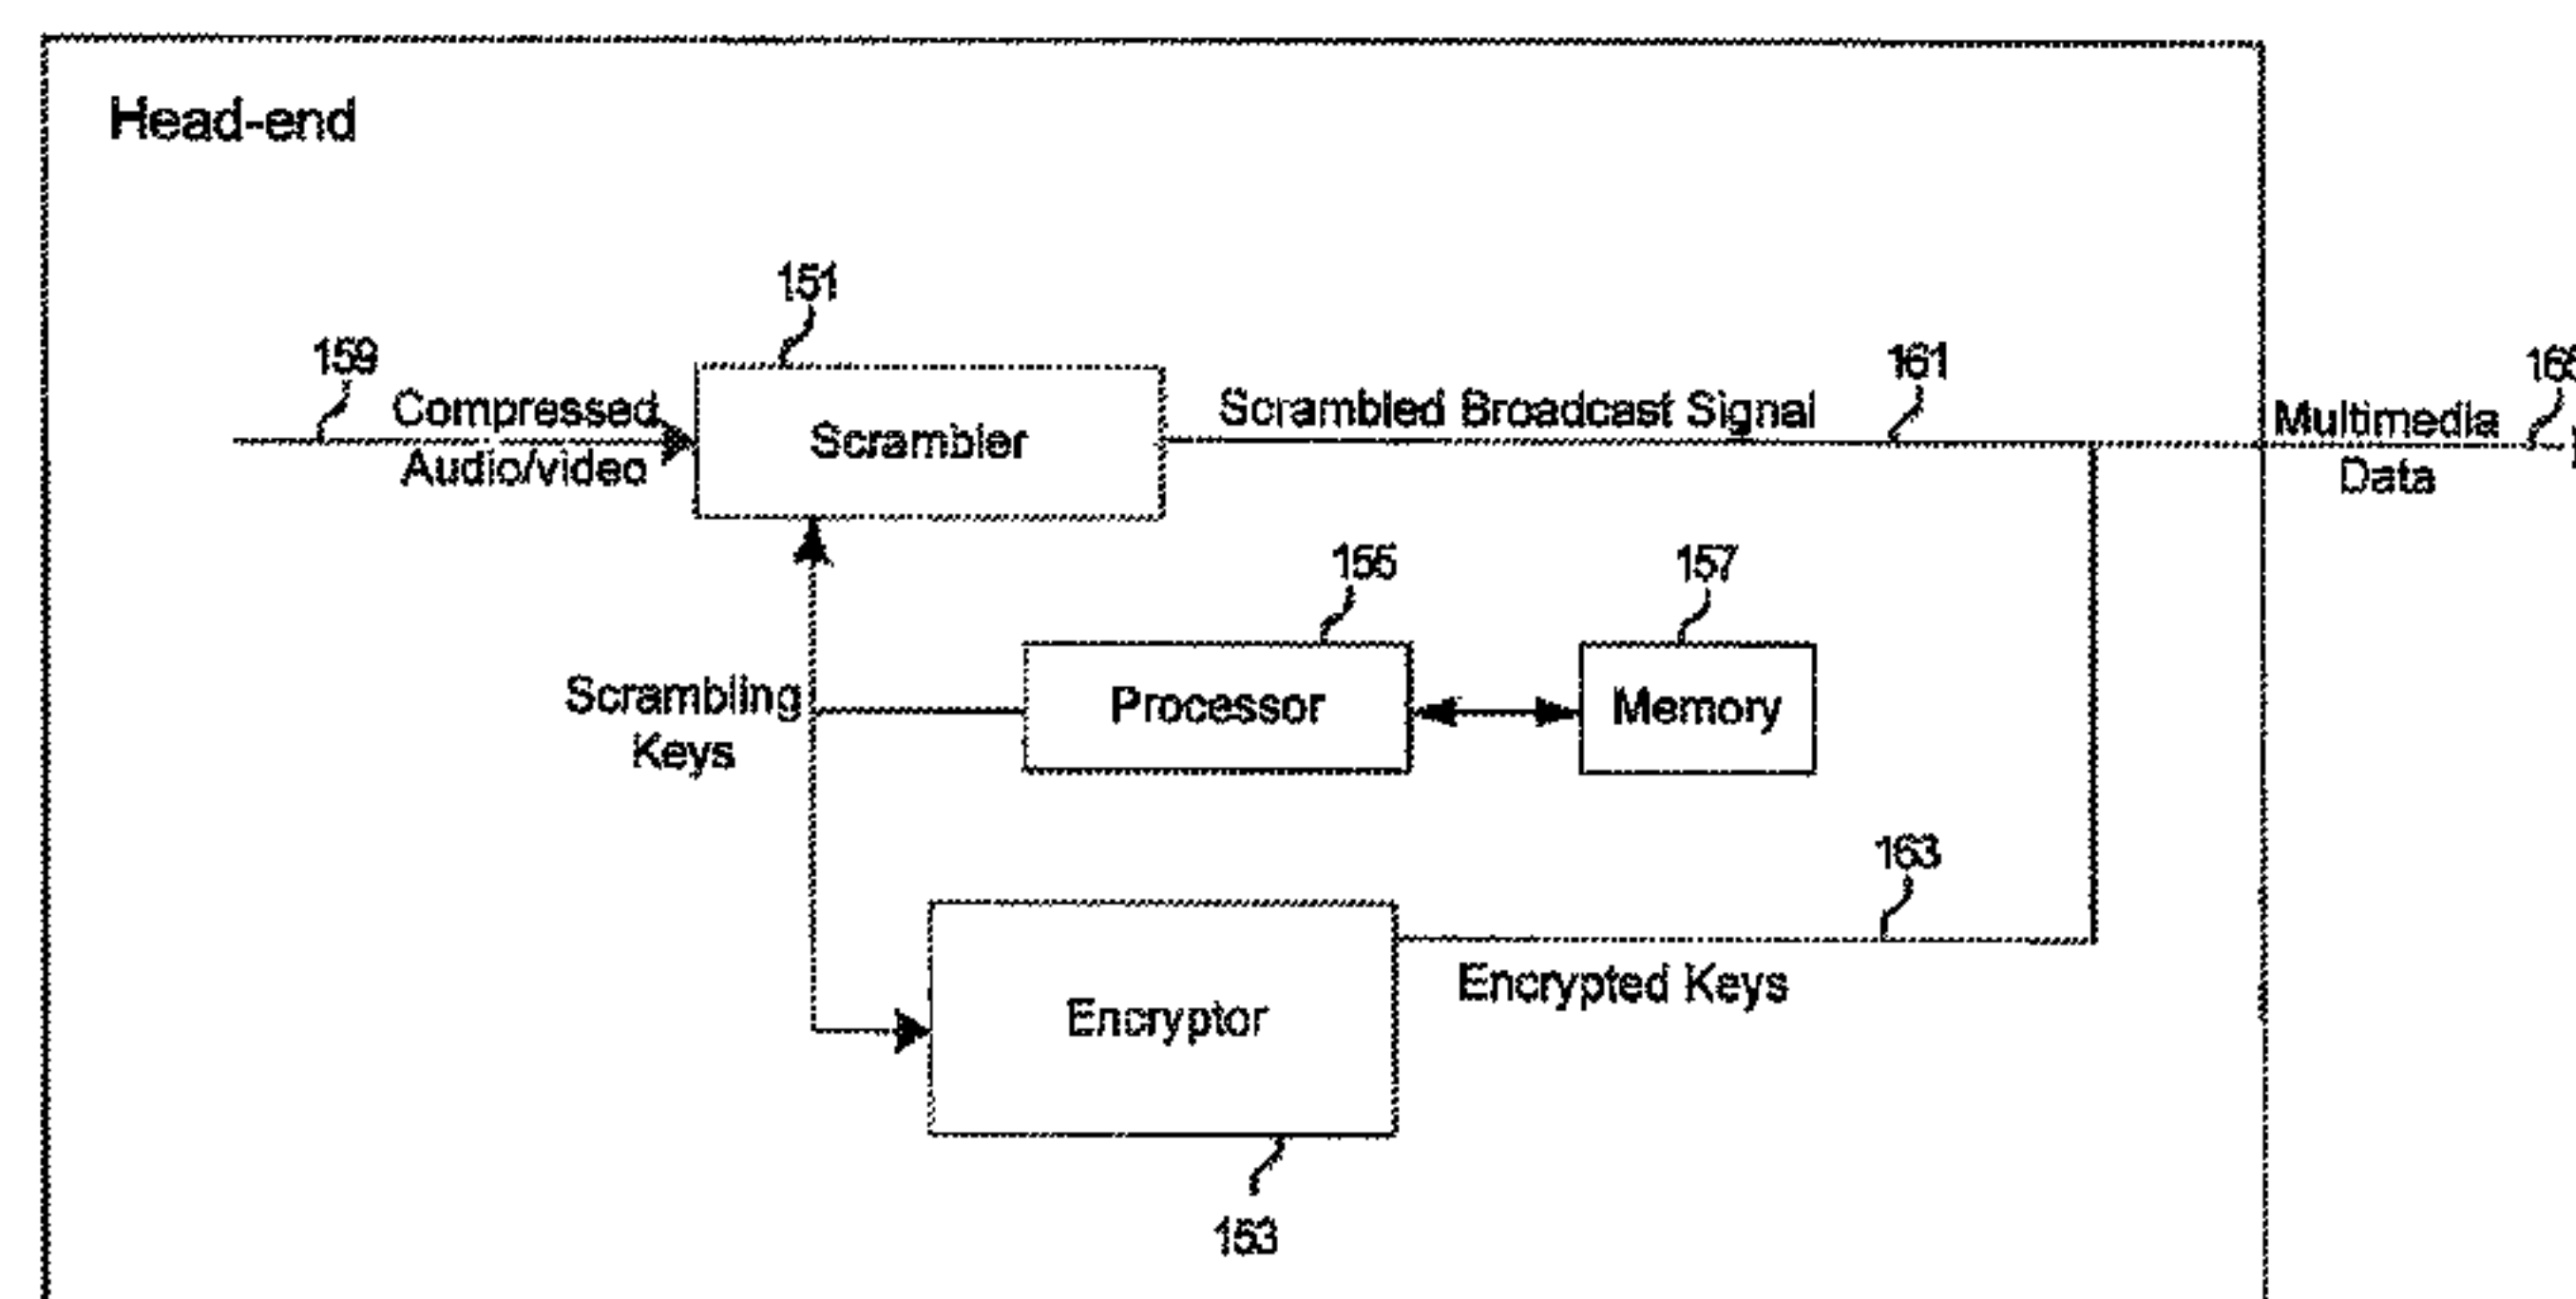 Head-end
151
159
161
Compressed
Audio/video
Scrambler
Scrambled Broadcast Signal
Multimedia
Data
155
157
Scrambling
Keys
Processor
Memory
163
Encrypted Keys
Encryptor
153